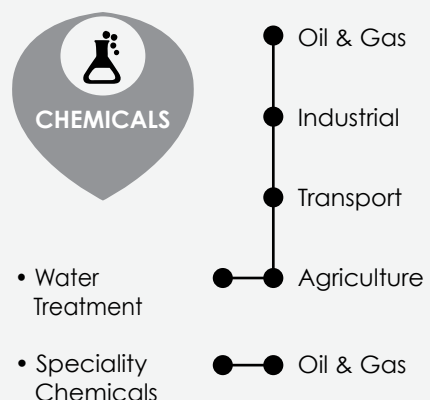 CHEMICALS
Oil & Gas
Industrial
Transport
• Water
Treatment
Agriculture
• Speciality
Chemicals
Oil & Gas